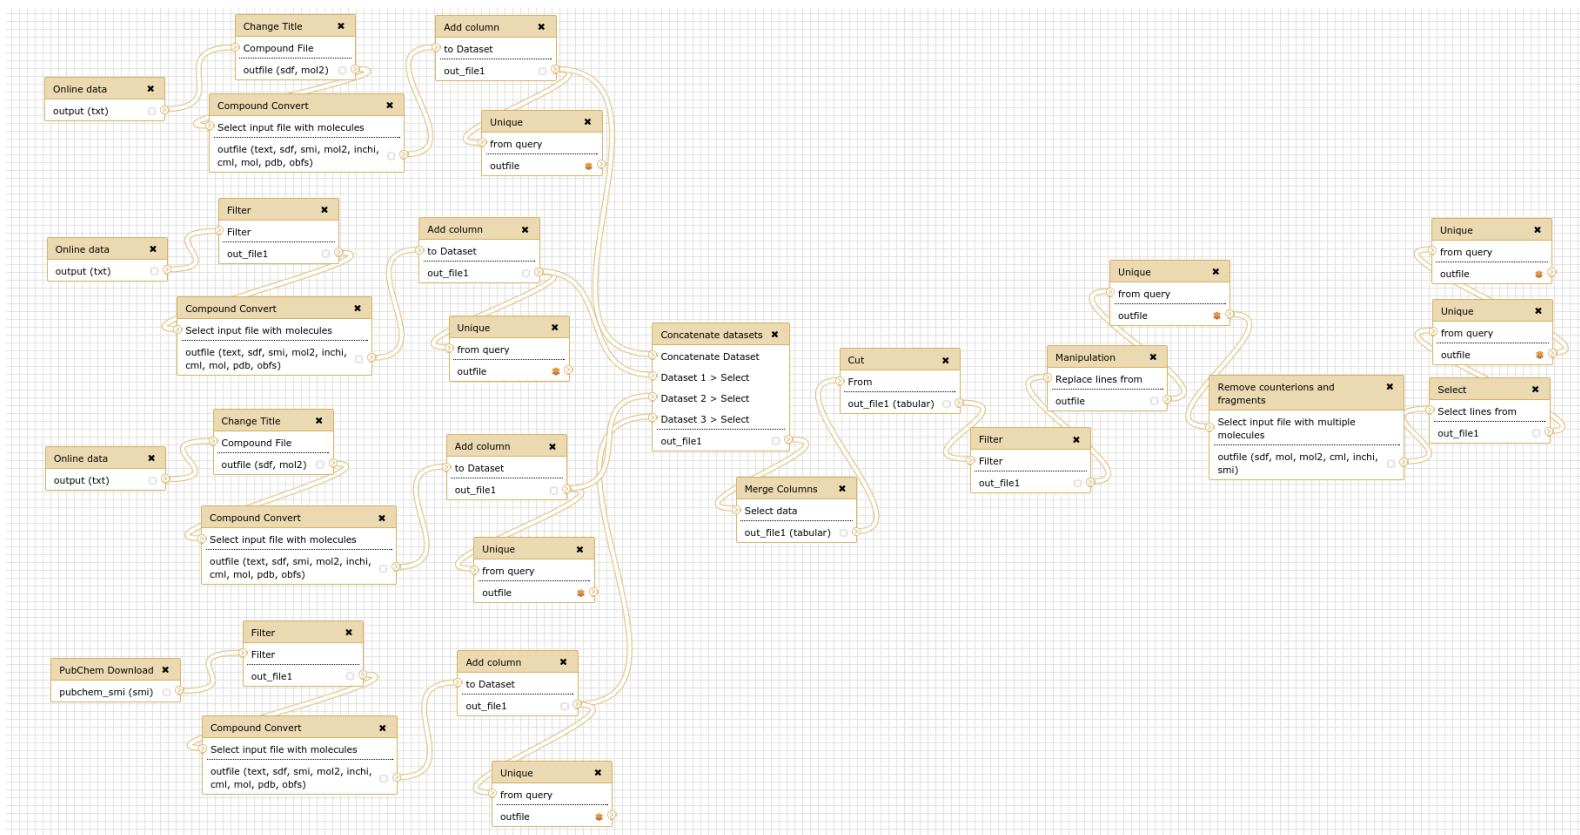 Change Title
Compound File
outfile (sdf, mol2)
Add column
to Dataset
out_file1
Online data
output (txt)
Compound Convert
Select input file with molecules
outfile (text, sdf, smi, mol2, inchi,
cml, mol, pdb, obfs)
Unique
from query
outfile
Filter
Filter
out_file1
Online data
output (txt)
Add column
to Dataset
out_file1
Compound Convert
Select input file with molecules
outfile (text, sdf, smi, mol2, inchi,
cml, mol, pdb, obfs)
Unique
from query
outfile
Change Title
Compound File
outfile (sdf, mol2)
Online data
output (txt)
Add column
to Dataset
out_file1
Compound Convert
Select input file with molecules
outfile (text, sdf, smi, mol2, inchi,
cml, mol, pdb, obfs)
Unique
from query
outfile
Filter
Filter
out_file1
PubChem Download
pubchem_smi (smi)
Add column
to Dataset
out_file1
Compound Convert
Select input file with molecules
outfile (text, sdf, smi, mol2, inchi,
cml, mol, pdb, obfs)
Unique
from query
outfile
Concatenate datasets
Concatenate Dataset
Dataset 1 > Select
Dataset 2 > Select
Dataset 3 > Select
out_file1
Merge Columns
Select data
out_file1 (tabular)
Cut
From
out_file1 (tabular)
Filter
Filter
out_file1
Manipulation
Replace lines from
outfile
Unique
from query
outfile
Remove counterions and
fragments
Select input file with multiple
molecules
outfile (sdf, mol, mol2, cml, inchi,
smi)
Select
Select lines from
out_file1
Unique
from query
outfile
Unique
from query
outfile